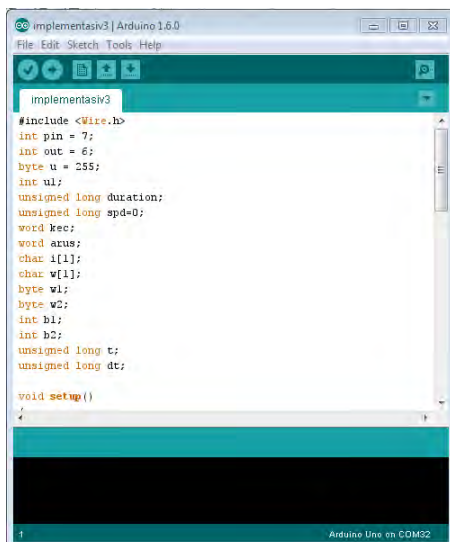 implementasiv3 | Arduino 1.6.0
File Edit Sketch Tools Help
implementasiv3
#include <Wire.h>
int pin = 7;
int out = 6;
byte u = 255;
int u1;
unsigned long duration;
unsigned long spd=0;
word kec;
word arus;
char i[1];
char w[1];
byte w1;
byte w2;
int b1;
int b2;
unsigned long t;
unsigned long dt;
void setup()
1
Arduino Uno on COM32